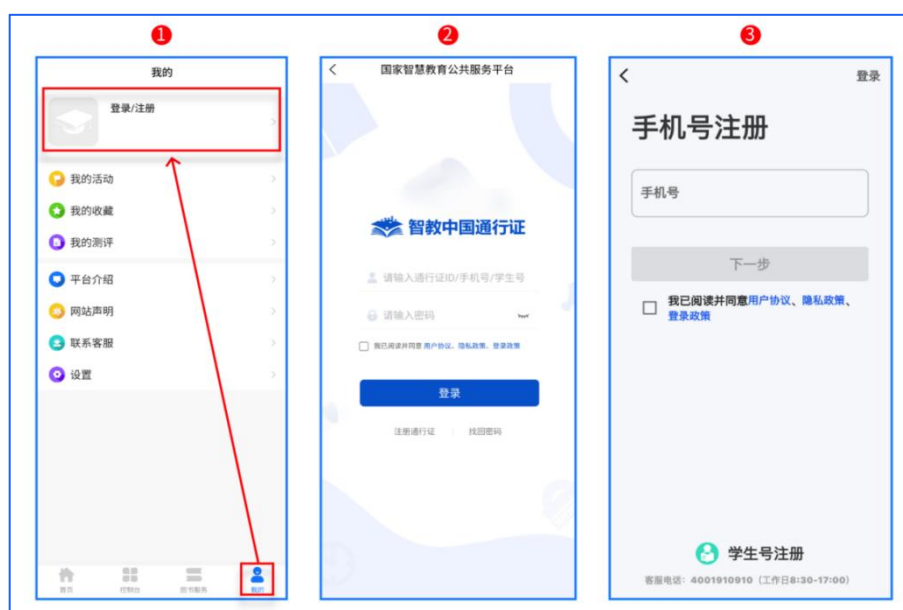 1
2
3
我的
登录/注册
我的活动
我的收藏
我的测评
平台介绍
网站声明
联系客服
设置
首页
控制台
图书服务
我的
国家智慧教育公共服务平台
智教中国通行证
请输入通行证ID/手机号/学生号
请输入密码
我已阅读并同意 用户协议、隐私政策、登录政策
登录
注册通行证
找回密码
登录
手机号注册
手机号
下一步
我已阅读并同意用户协议、隐私政策、
登录政策
学生号注册
客服电话：4001910910（工作日8:30-17:00）